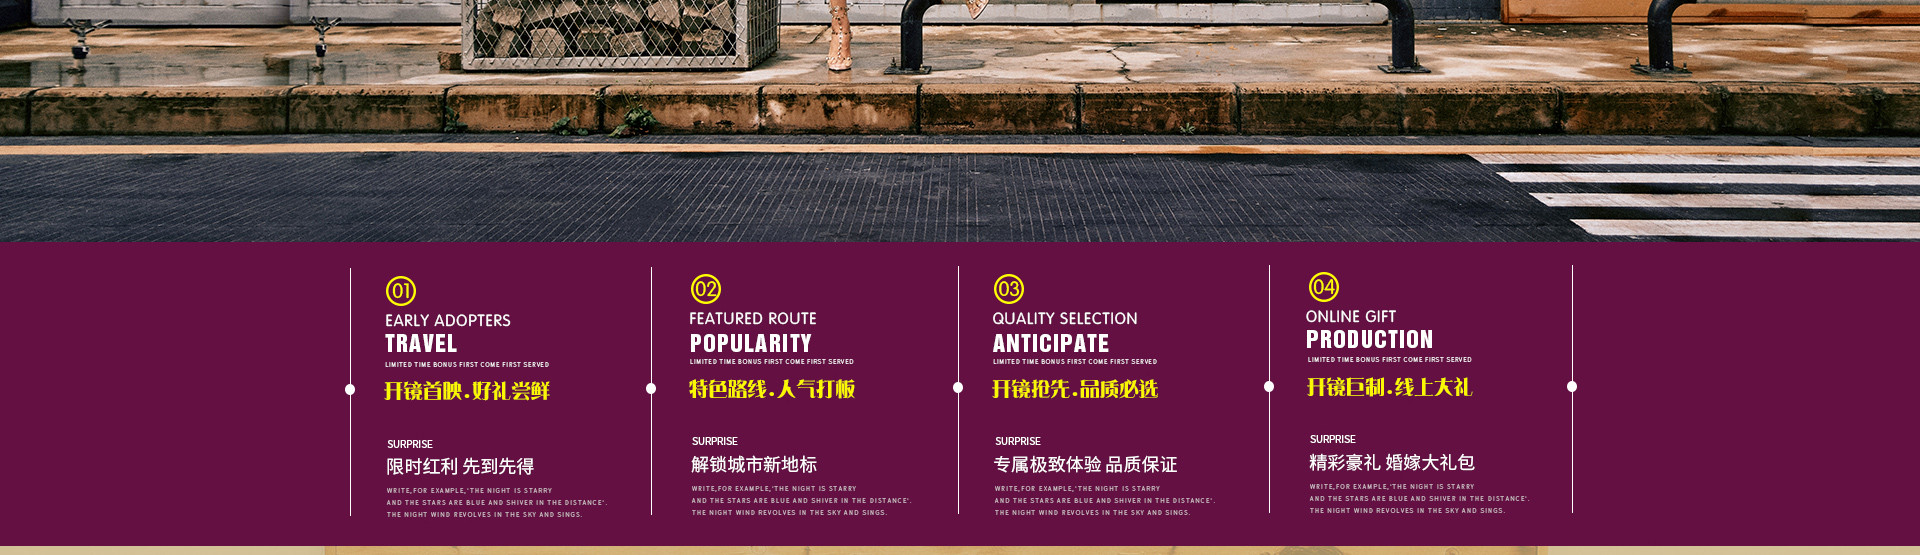 01
EARLY ADOPTERS
TRAVEL
LIMITED TIME BONUS FIRST COME FIRST SERVED
开镜首映.好礼尝鲜
SURPRISE
限时红利 先到先得
WRITE,FOR EXAMPLE,'THE NIGHT IS STARRY
AND THE STARS ARE BLUE AND SHIVER IN THE DISTANCE'.
THE NIGHT WIND REVOLVES IN THE SKY AND SINGS.
02
FEATURED ROUTE
POPULARITY
LIMITED TIME BONUS FIRST COME FIRST SERVED
特色路线.人气打板
SURPRISE
解锁城市新地标
WRITE,FOR EXAMPLE,'THE NIGHT IS STARRY
AND THE STARS ARE BLUE AND SHIVER IN THE DISTANCE'.
THE NIGHT WIND REVOLVES IN THE SKY AND SINGS.
03
QUALITY SELECTION
ANTICIPATE
LIMITED TIME BONUS FIRST COME FIRST SERVED
开镜抢先.品质必选
SURPRISE
专属极致体验 品质保证
WRITE,FOR EXAMPLE,'THE NIGHT IS STARRY
AND THE STARS ARE BLUE AND SHIVER IN THE DISTANCE'.
THE NIGHT WIND REVOLVES IN THE SKY AND SINGS.
04
ONLINE GIFT
PRODUCTION
LIMITED TIME BONUS FIRST COME FIRST SERVED
开镜巨制.线上大礼
SURPRISE
精彩豪礼 婚嫁大礼包
WRITE,FOR EXAMPLE,'THE NIGHT IS STARRY
AND THE STARS ARE BLUE AND SHIVER IN THE DISTANCE'.
THE NIGHT WIND REVOLVES IN THE SKY AND SINGS.